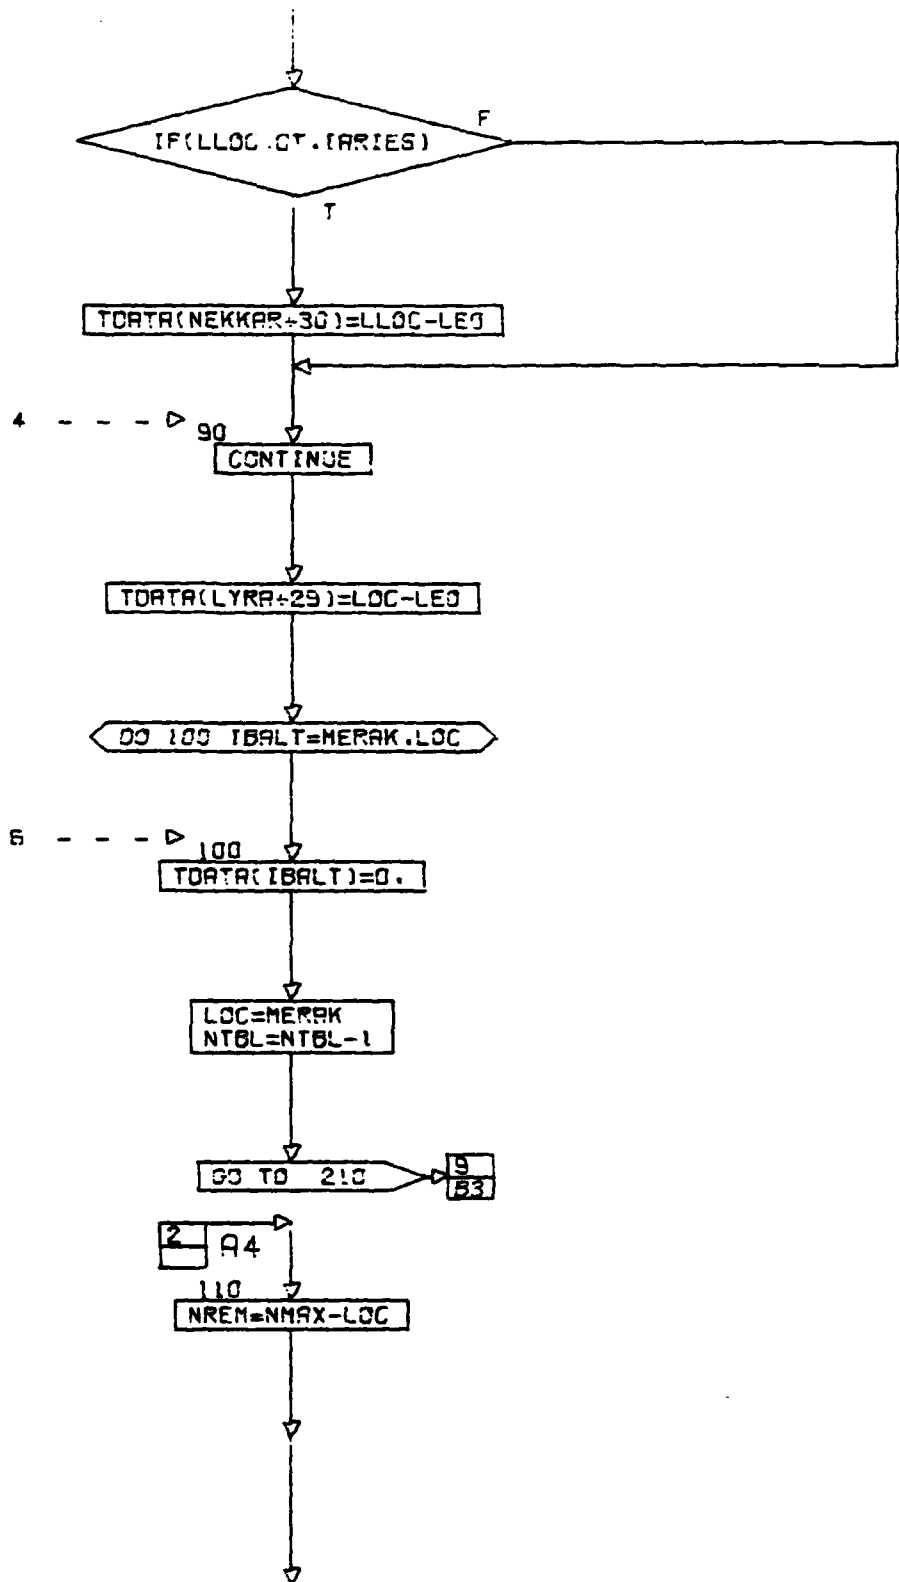 IF(LLOC.GT.IARIES)
F
T
TDATA(NEKKAR+30)=LLOC-LEO
4 - - - 90
CONTINUE
TDATA(LYRA+29)=LOC-LEO
DO 100 IBALT=MERAK,LOC
5 - - - 100
TDATA(IBALT)=0.
LOC=MERAK
NTBL=NTBL-1
GO TO 210
9
B3
2
A4
110
NREM=NMAX-LOC